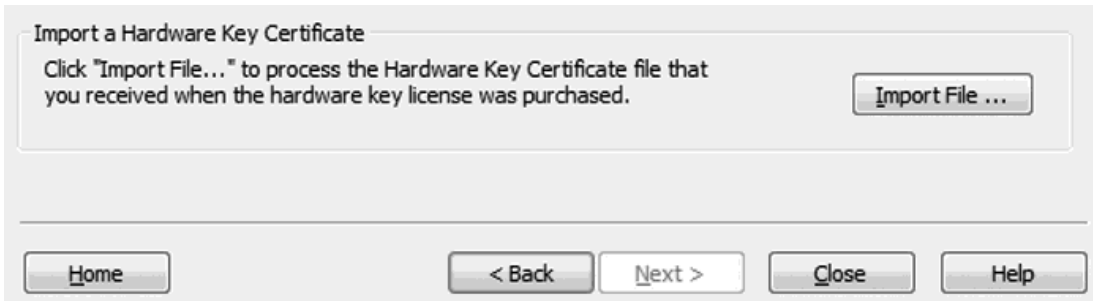 Import a Hardware Key Certificate
Click "Import File..." to process the Hardware Key Certificate file that
you received when the hardware key license was purchased.
Import File ...
Home
< Back
Next >
Close
Help